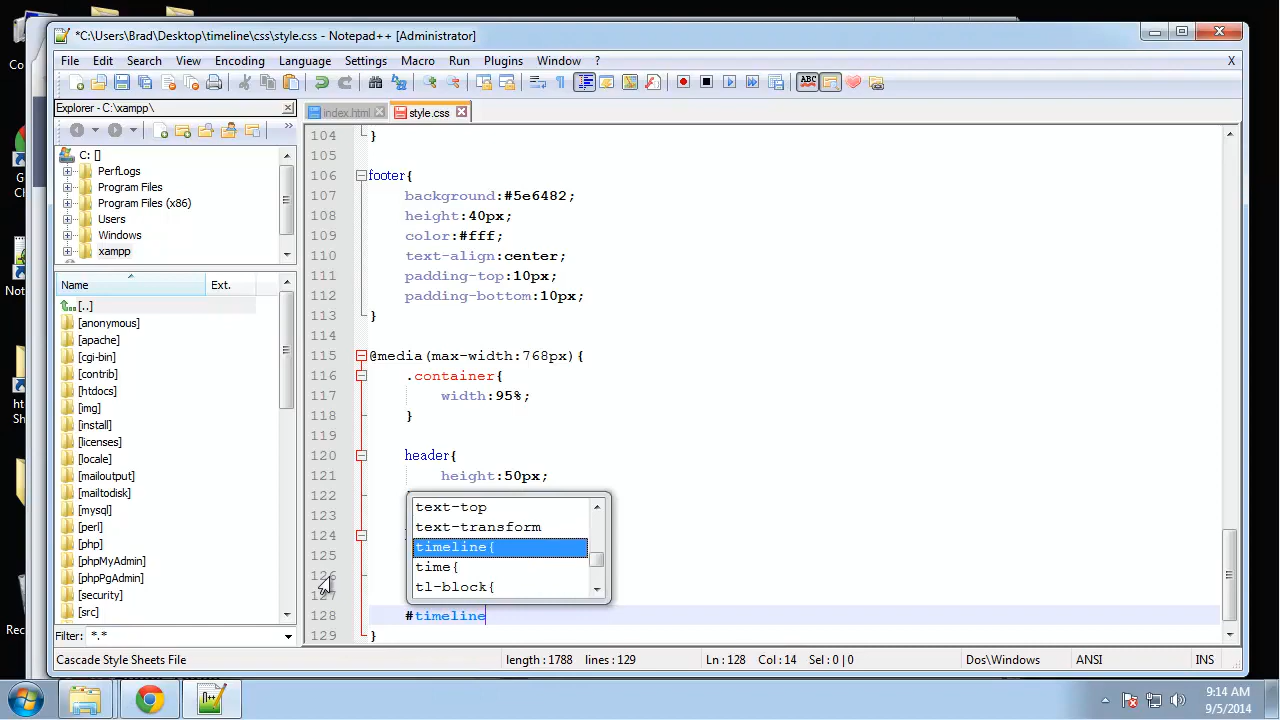 *C:\Users\Brad\Desktop\timeline\css\style.css - Notepad++ [Administrator]
File Edit Search View Encoding Language Settings Macro Run Plugins Window ? X
Explorer - C:\xampp\
index.html style.css
C: []
PerfLogs
Program Files
Program Files (x86)
Users
Windows
xampp
Name Ext.
[..]
[anonymous]
[apache]
[cgi-bin]
[contrib]
[htdocs]
[img]
[install]
[licenses]
[locale]
[mailoutput]
[mailtodisk]
[mysql]
[perl]
[php]
[phpMyAdmin]
[phpPgAdmin]
[security]
[src]
Filter: *.*
104 }
105
106 footer{
107 background:#5e6482;
108 height:40px;
109 color:#fff;
110 text-align:center;
111 padding-top:10px;
112 padding-bottom:10px;
113 }
114
115 @media(max-width:768px){
116 .container{
117 width:95%;
118 }
119
120 header{
121 height:50px;
122
123
124
125
126
127
128 #timeline
129 }
text-top
text-transform
timeline{
time{
tl-block{
Cascade Style Sheets File length : 1788 lines : 129 Ln : 128 Col : 14 Sel : 0 | 0 Dos\Windows ANSI INS
9:14 AM
9/5/2014